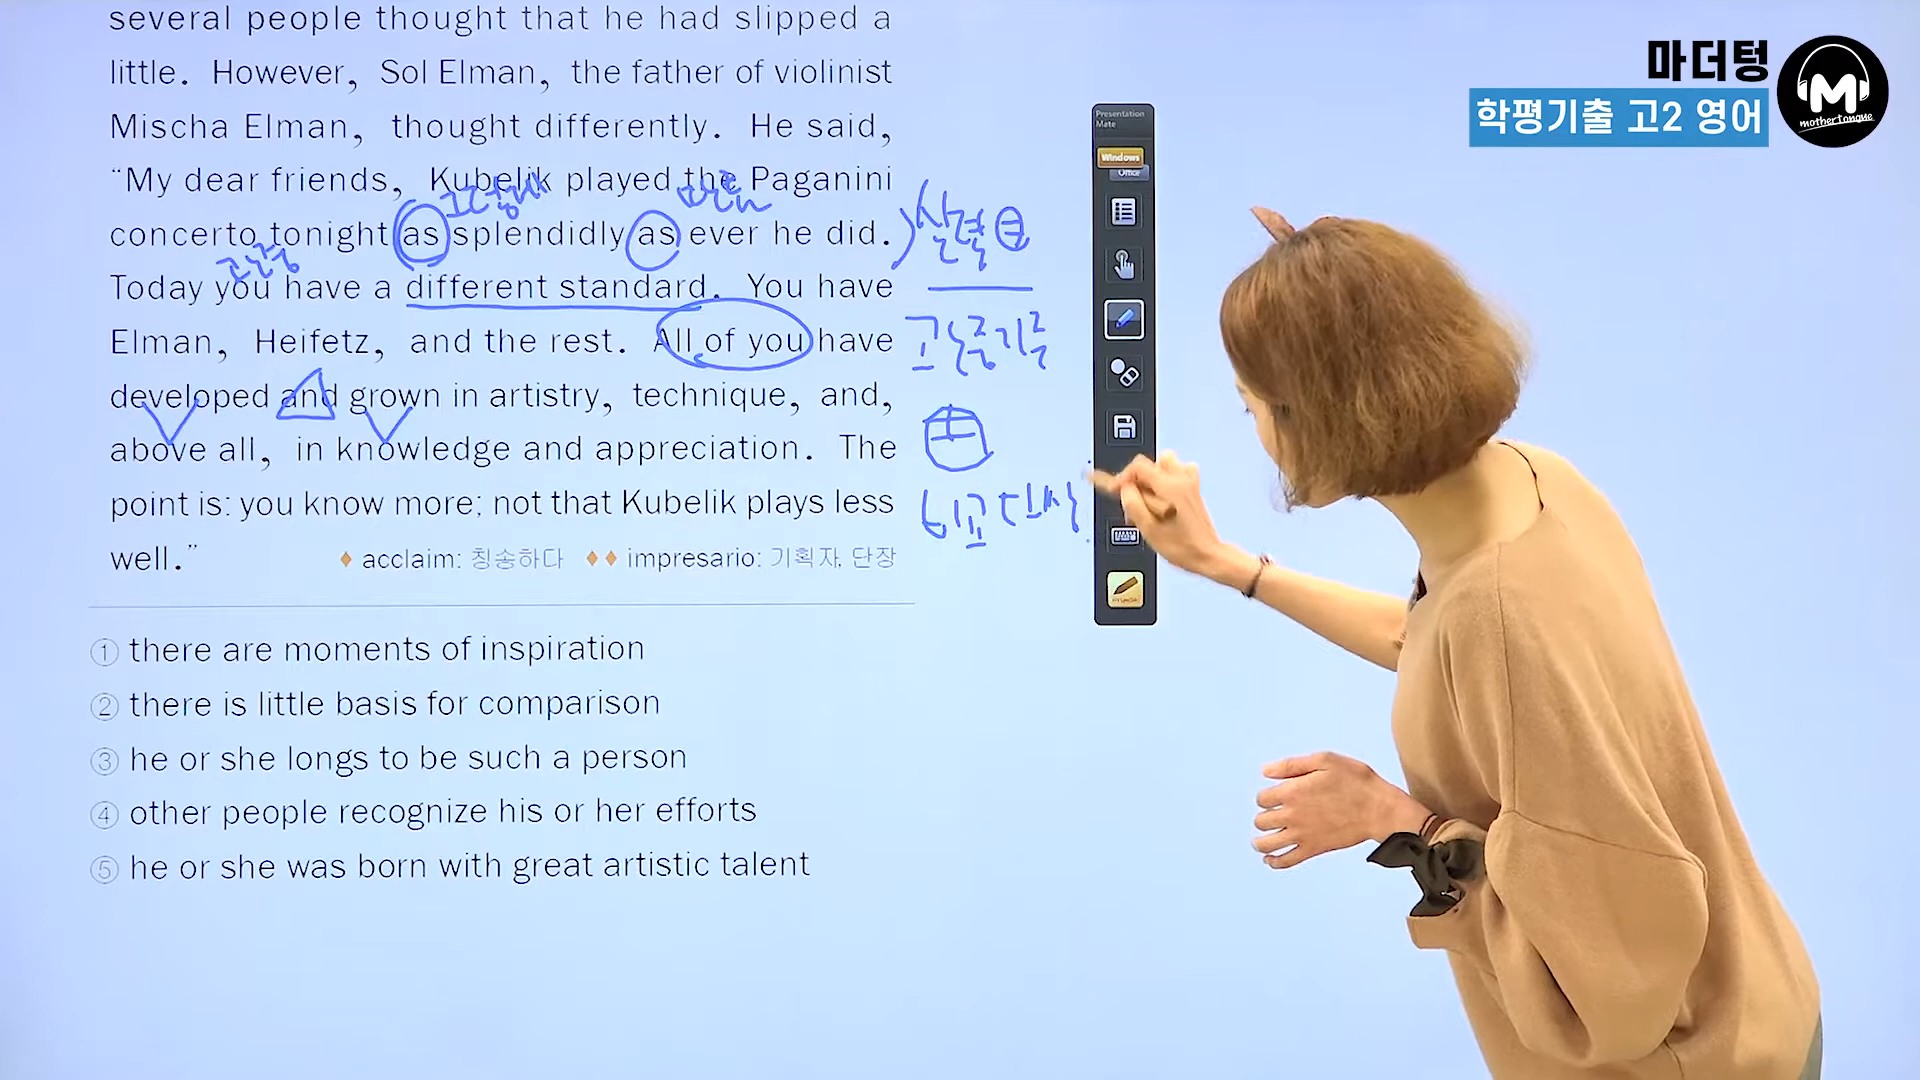 several people thought that he had slipped a
little. However, Sol Elman, the father of violinist
Mischa Elman, thought differently. He said,
“My dear friends, Kubelik played the Paganini
그렇게 만큼
concerto tonight as splendidly as ever he did.
실력
관중
Today you have a different standard. You have
Elman, Heifetz, and the rest. All of you have
관중 기준
developed and grown in artistry, technique, and,
above all, in knowledge and appreciation. The
point is: you know more; not that Kubelik plays less
비교 대상
well.”
♦ acclaim: 칭송하다 ♦♦ impresario: 기획자, 단장
① there are moments of inspiration
② there is little basis for comparison
③ he or she longs to be such a person
④ other people recognize his or her efforts
⑤ he or she was born with great artistic talent
마더텅
학평기출 고2 영어
M
mothertongue
Presentation
Mate
Windows
Office